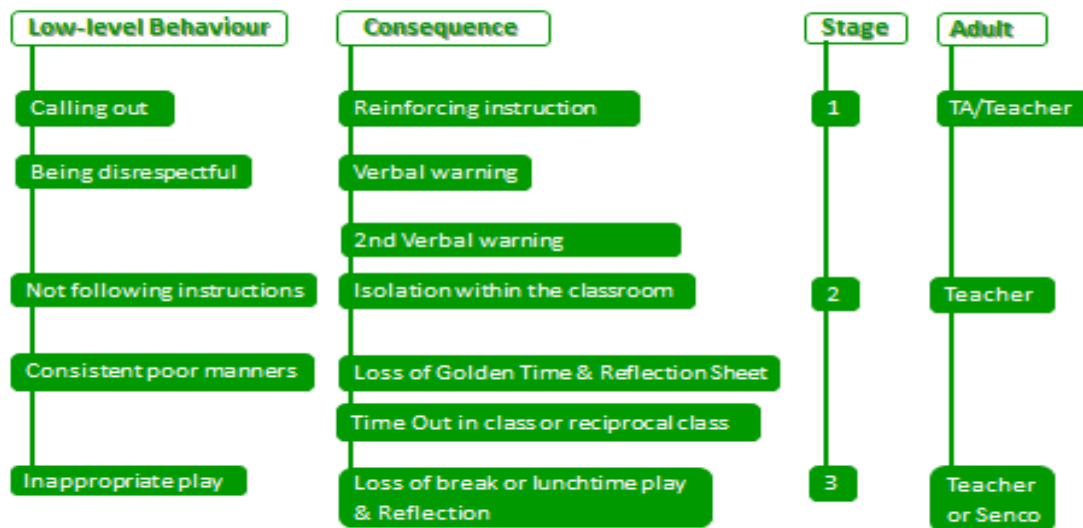 Low-level Behaviour Consequence Stage Adult
Calling out Reinforcing instruction 1 TA/Teacher
Being disrespectful Verbal warning
2nd Verbal warning
Not following instructions Isolation within the classroom 2 Teacher
Consistent poor manners Loss of Golden Time & Reflection Sheet
Time Out in class or reciprocal class
Inappropriate play Loss of break or lunchtime play 3 Teacher
& Reflection or Senco